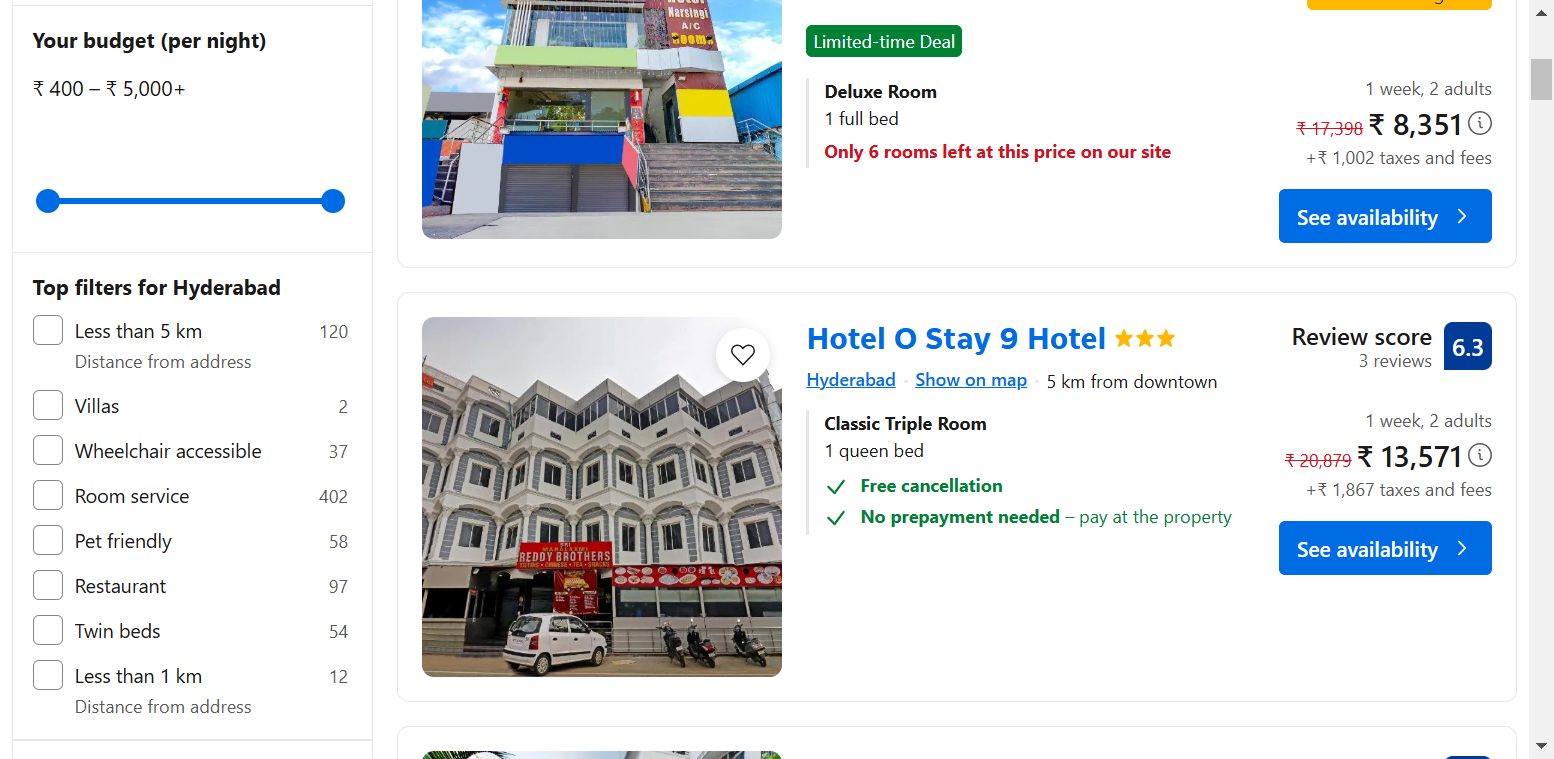 Your budget (per night)
₹ 400 – ₹ 5,000+
Top filters for Hyderabad
Less than 5 km 120
Distance from address
Villas 2
Wheelchair accessible 37
Room service 402
Pet friendly 58
Restaurant 97
Twin beds 54
Less than 1 km 12
Distance from address
Narsingi
A/C
Rooms
Limited-time Deal
Deluxe Room
1 full bed
Only 6 rooms left at this price on our site
1 week, 2 adults
₹ 17,398 ₹ 8,351
+₹ 1,002 taxes and fees
See availability
Hotel O Stay 9 Hotel
Hyderabad · Show on map · 5 km from downtown
Review score 6.3
3 reviews
Classic Triple Room
1 queen bed
Free cancellation
No prepayment needed – pay at the property
1 week, 2 adults
₹ 20,879 ₹ 13,571
+₹ 1,867 taxes and fees
See availability
SRI
MAHALAXMI
REDDY BROTHERS
TIFFINS • CHINESE • TEA • SNACKS